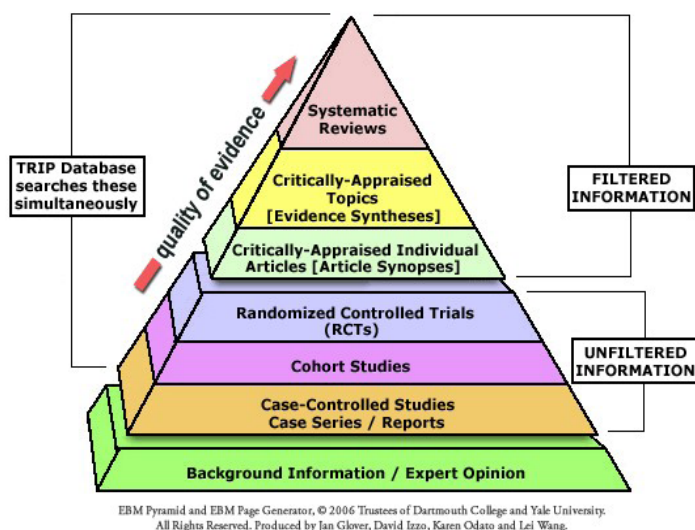 Systematic
Reviews
quality of evidence
TRIP Database
searches these
simultaneously
Critically-Appraised
Topics
[Evidence Syntheses]
FILTERED
INFORMATION
Critically-Appraised Individual
Articles [Article Synopses]
Randomized Controlled Trials
(RCTs)
UNFILTERED
INFORMATION
Cohort Studies
Case-Controlled Studies
Case Series / Reports
Background Information / Expert Opinion
EBM Pyramid and EBM Page Generator, © 2006 Trustees of Dartmouth College and Yale University.
All Rights Reserved. Produced by Jan Glover, David Izzo, Karen Odato and Lei Wang.